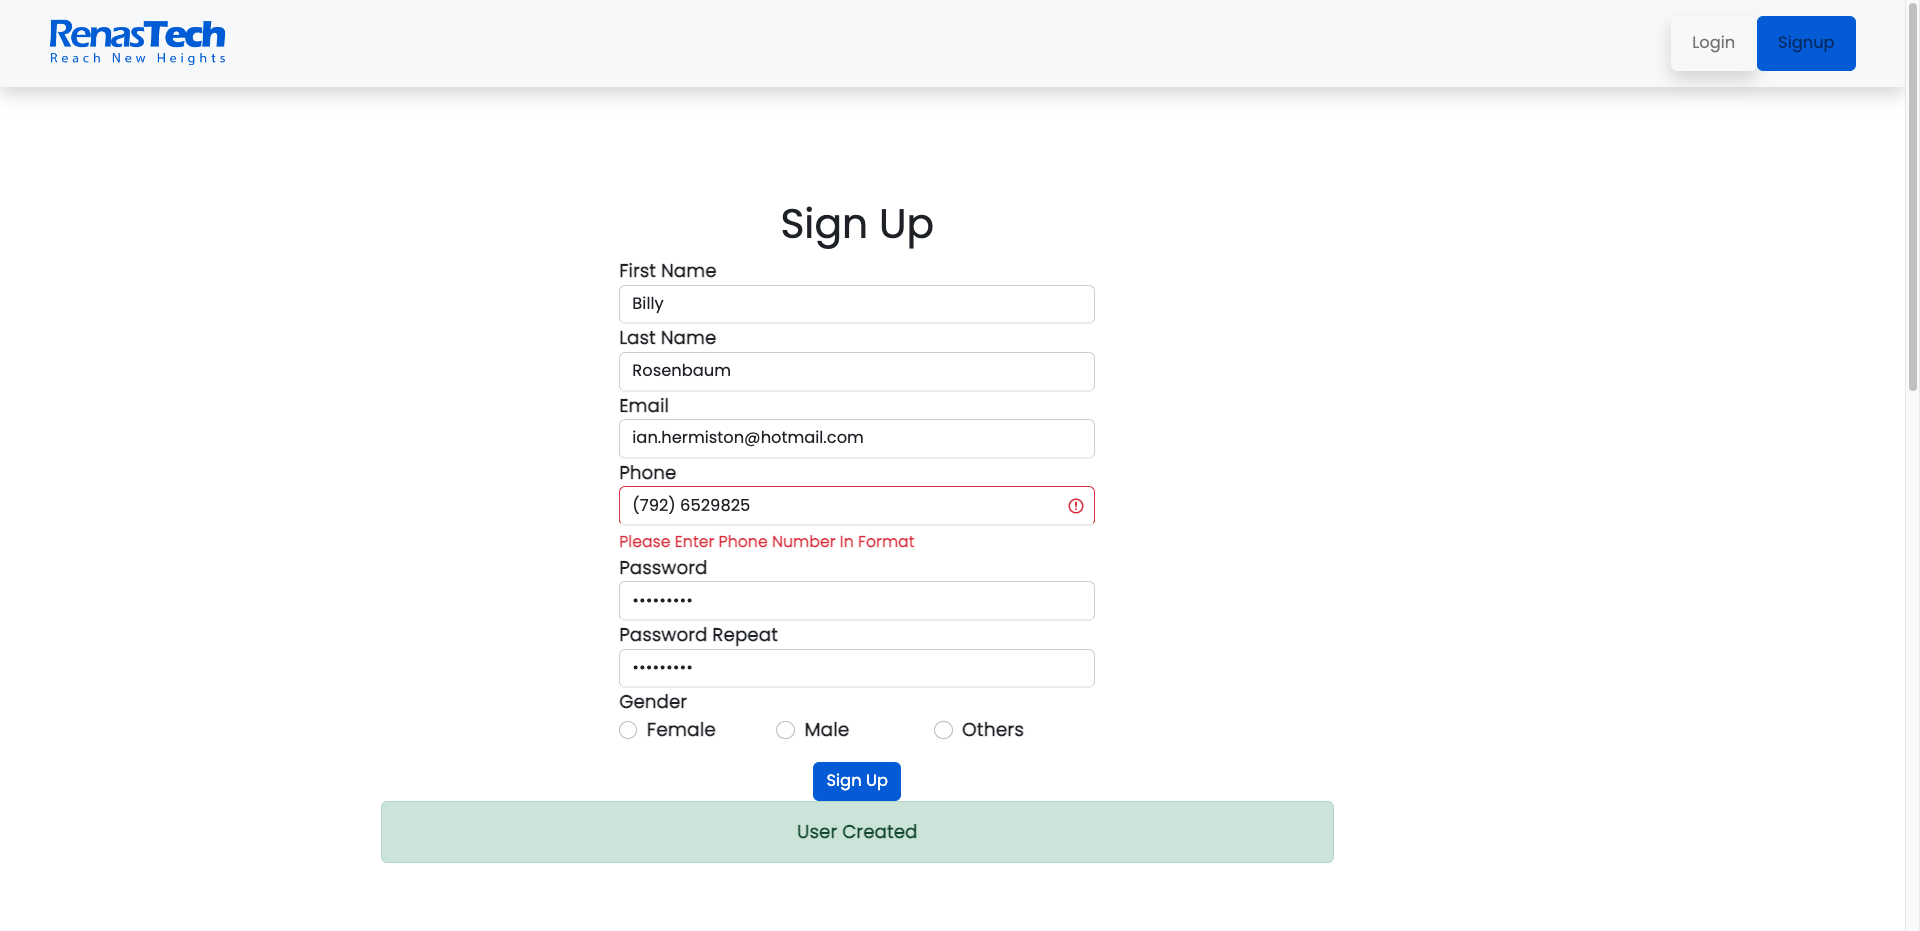 RenasTech
Reach New Heights
Login
Signup
Sign Up
First Name
Billy
Last Name
Rosenbaum
Email
ian.hermiston@hotmail.com
Phone
(792) 6529825
Please Enter Phone Number In Format
Password
•••••••••
Password Repeat
•••••••••
Gender
Female Male Others
Sign Up
User Created